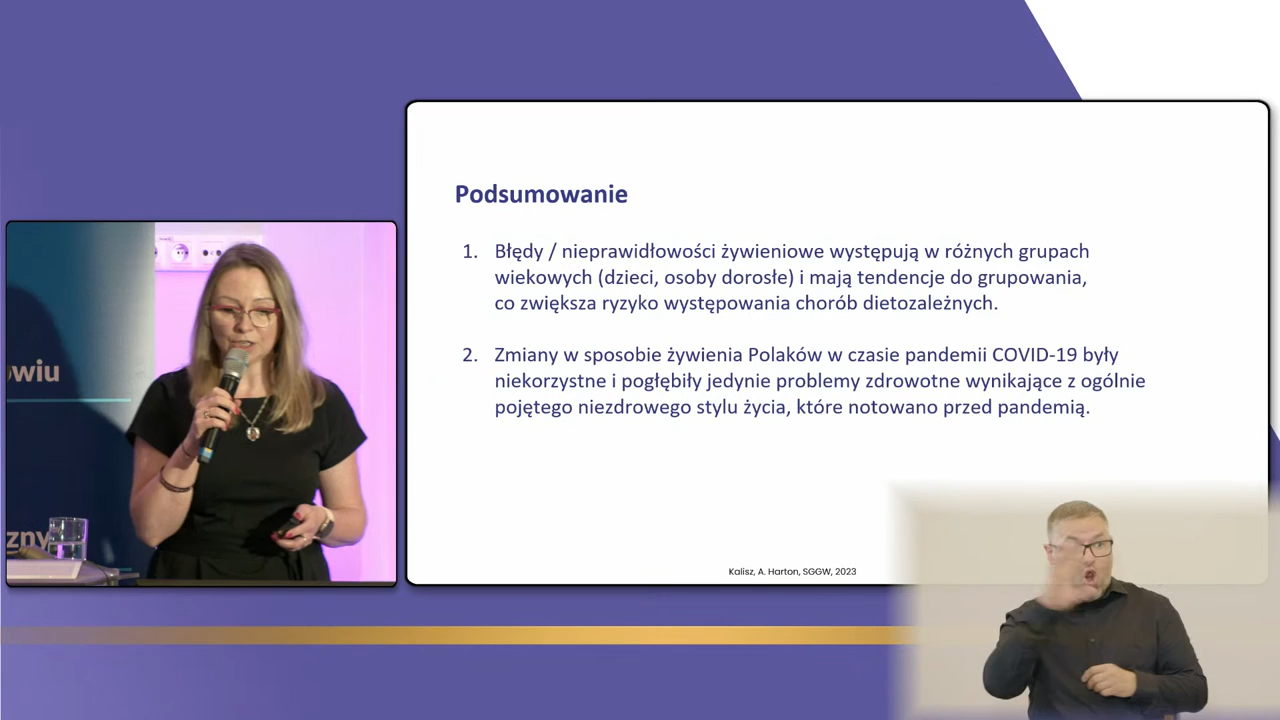 Podsumowanie
1. Błędy / nieprawidłowości żywieniowe występują w różnych grupach
wiekowych (dzieci, osoby dorosłe) i mają tendencje do grupowania,
co zwiększa ryzyko występowania chorób dietozależnych.
2. Zmiany w sposobie żywienia Polaków w czasie pandemii COVID-19 były
niekorzystne i pogłębiły jedynie problemy zdrowotne wynikające z ogólnie
pojętego niezdrowego stylu życia, które notowano przed pandemią.
Kalisz, A. Harton, SGGW, 2023